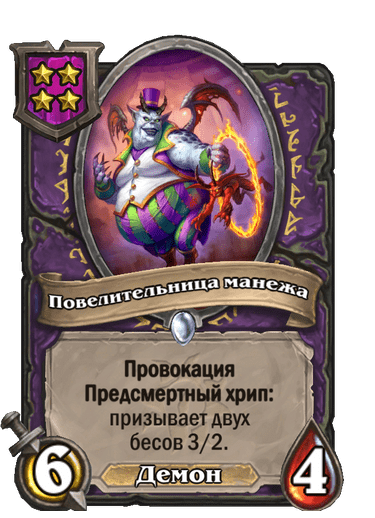 Повелительница манежа
Провокация
Предсмертный хрип:
призывает двух
бесов 3/2.
6
Демон
4